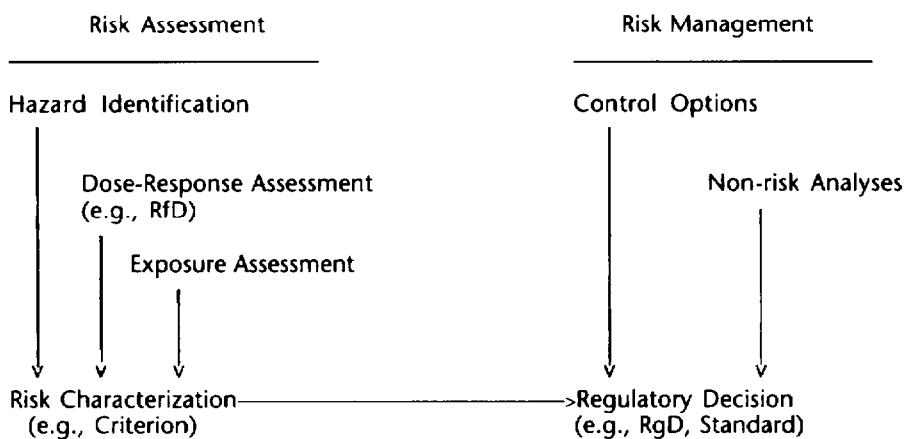 Risk Assessment
Risk Management
Hazard Identification
Control Options
Dose-Response Assessment
(e.g., RfD)
Non-risk Analyses
Exposure Assessment
Risk Characterization
(e.g., Criterion)
Regulatory Decision
(e.g., RgD, Standard)